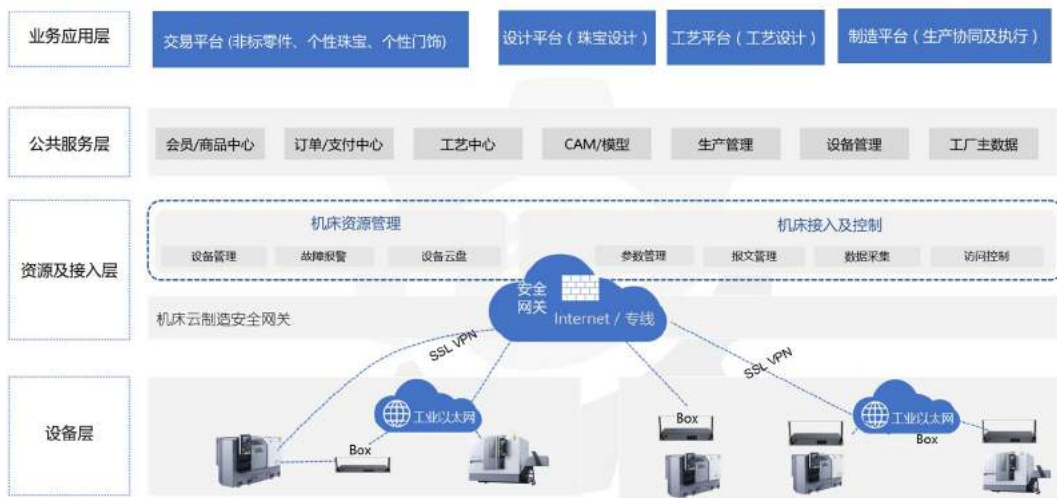 业务应用层
交易平台 (非标零件、个性珠宝、个性门饰)
设计平台 ( 珠宝设计 )
工艺平台 ( 工艺设计 )
制造平台 ( 生产协同及执行 )
公共服务层
会员/商品中心
订单/支付中心
工艺中心
CAM/模型
生产管理
设备管理
工厂主数据
资源及接入层
机床资源管理
机床接入及控制
设备管理
故障报警
设备云盘
参数管理
报文管理
数据采集
访问控制
安全
网关
Internet / 专线
机床云制造安全网关
SSL VPN
SSL VPN
设备层
工业以太网
Box
Box
工业以太网
Box